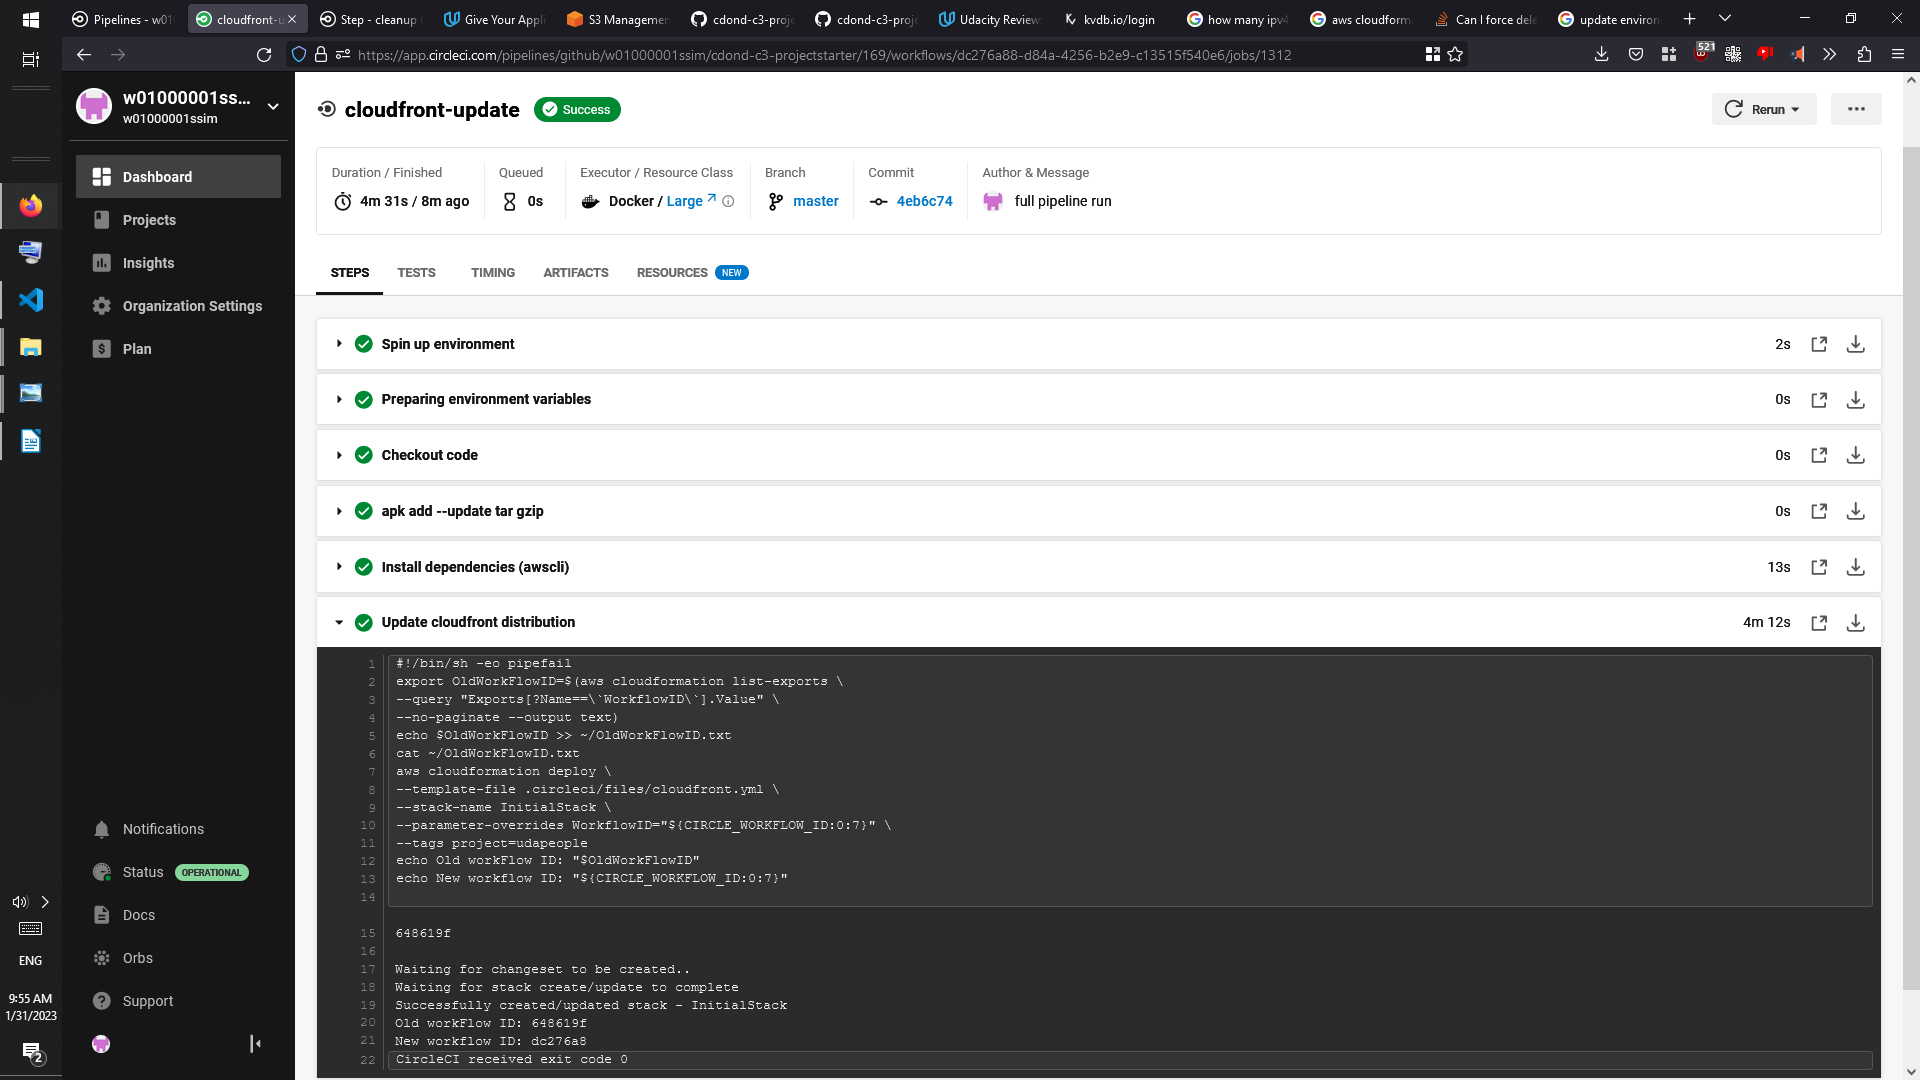 Pipelines - w01
cloudfront-u
Step - cleanup
Give Your Appli
S3 Managemen
cdond-c3-proje
cdond-c3-proje
Udacity Reviews
kvdb.io/login
how many ipv4
aws cloudforma
Can I force dele
update environ
https://app.circleci.com/pipelines/github/w01000001ssim/cdond-c3-projectstarter/169/workflows/dc276a88-d84a-4256-b2e9-c13515f540e6/jobs/1312
521
w01000001ss...
w01000001ssim
Dashboard
Projects
Insights
Organization Settings
Plan
Notifications
Status OPERATIONAL
Docs
Orbs
Support
ENG
9:55 AM
1/31/2023
2
cloudfront-update Success
Rerun
Duration / Finished
4m 31s / 8m ago
Queued
0s
Executor / Resource Class
Docker / Large
Branch
master
Commit
4eb6c74
Author & Message
full pipeline run
STEPS TESTS TIMING ARTIFACTS RESOURCES NEW
Spin up environment 2s
Preparing environment variables 0s
Checkout code 0s
apk add --update tar gzip 0s
Install dependencies (awscli) 13s
Update cloudfront distribution 4m 12s
1 #!/bin/sh -eo pipefail
2 export OldWorkFlowID=$(aws cloudformation list-exports \
3 --query "Exports[?Name==\`WorkflowID\`].Value" \
4 --no-paginate --output text)
5 echo $OldWorkFlowID >> ~/OldWorkFlowID.txt
6 cat ~/OldWorkFlowID.txt
7 aws cloudformation deploy \
8 --template-file .circleci/files/cloudfront.yml \
9 --stack-name InitialStack \
10 --parameter-overrides WorkflowID="${CIRCLE_WORKFLOW_ID:0:7}" \
11 --tags project=udapeople
12 echo Old workFlow ID: "$OldWorkFlowID"
13 echo New workflow ID: "${CIRCLE_WORKFLOW_ID:0:7}"
14
15 648619f
16
17 Waiting for changeset to be created..
18 Waiting for stack create/update to complete
19 Successfully created/updated stack - InitialStack
20 Old workFlow ID: 648619f
21 New workflow ID: dc276a8
22 CircleCI received exit code 0